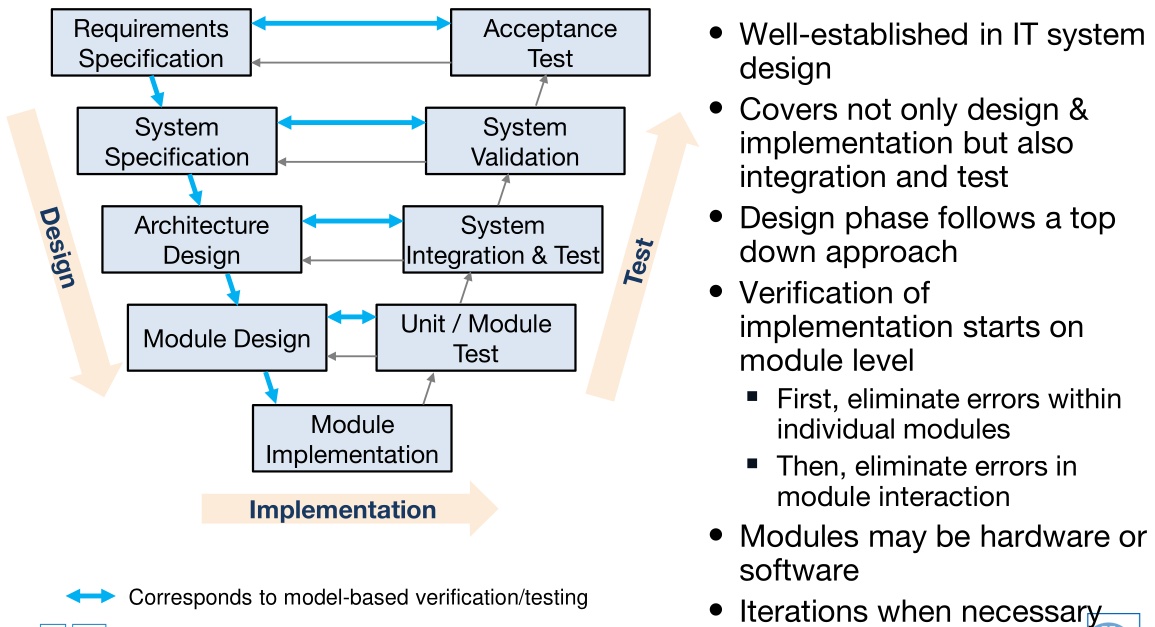 Requirements
Specification
Acceptance
Test
System
Specification
System
Validation
Architecture
Design
System
Integration & Test
Module Design
Unit / Module
Test
Module
Implementation
Design
Test
Implementation
Corresponds to model-based verification/testing
• Well-established in IT system
design
• Covers not only design &
implementation but also
integration and test
• Design phase follows a top
down approach
• Verification of
implementation starts on
module level
▪ First, eliminate errors within
individual modules
▪ Then, eliminate errors in
module interaction
• Modules may be hardware or
software
• Iterations when necessary